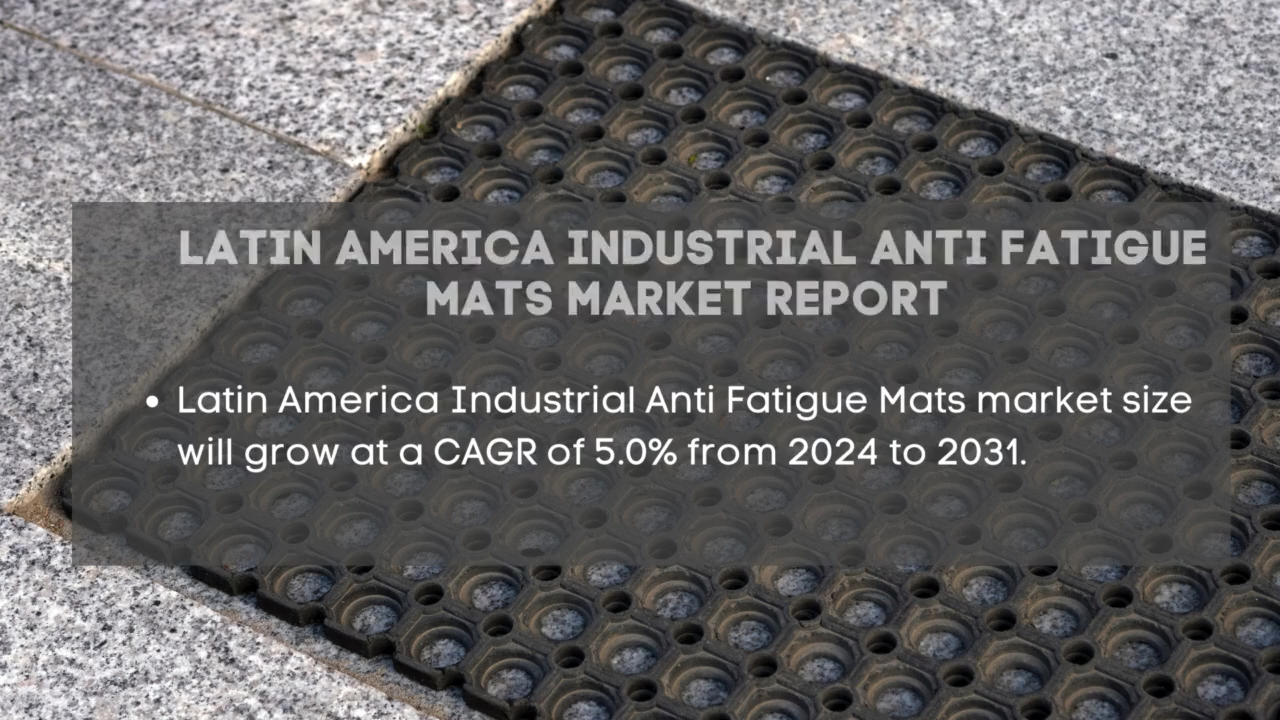 LATIN AMERICA INDUSTRIAL ANTI FATIGUE
MATS MARKET REPORT
• Latin America Industrial Anti Fatigue Mats market size
will grow at a CAGR of 5.0% from 2024 to 2031.